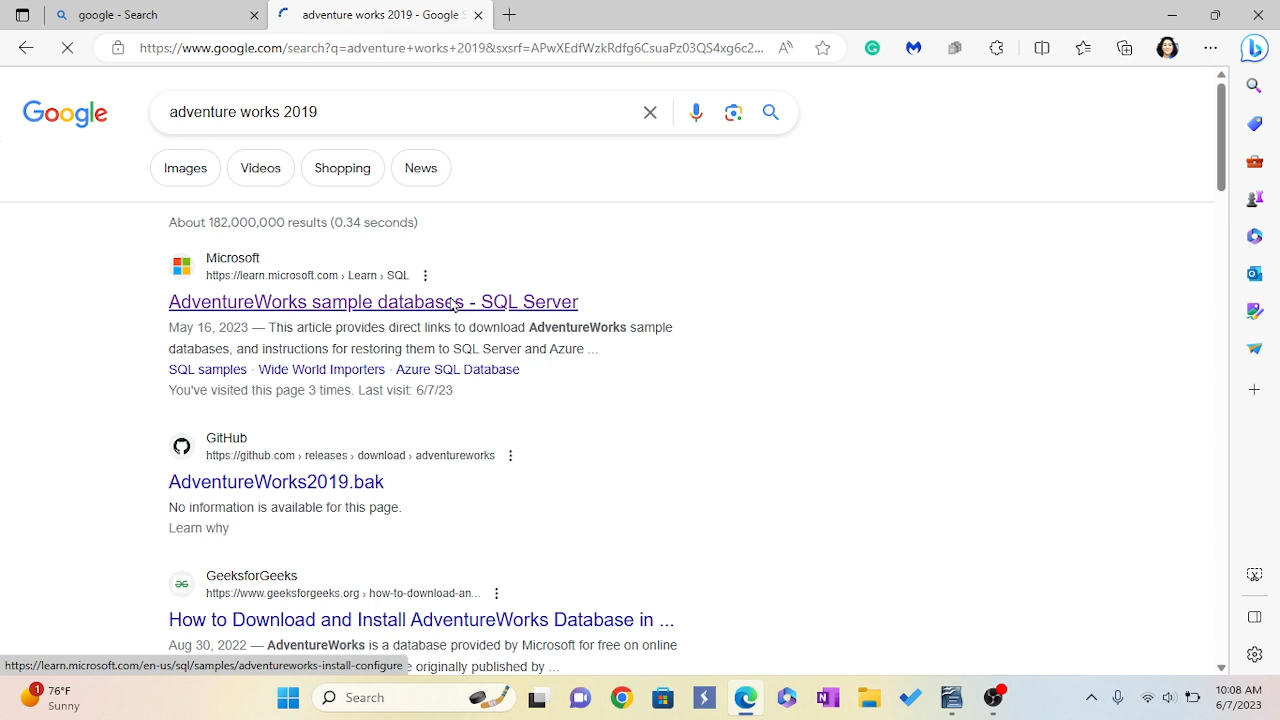 google - Search
adventure works 2019 - Google S
https://www.google.com/search?q=adventure+works+2019&sxsrf=APwXEdfWzkRdfg6CsuaPz03QS4xg6c2...
Google
adventure works 2019
Images
Videos
Shopping
News
About 182,000,000 results (0.34 seconds)
Microsoft
https://learn.microsoft.com › Learn › SQL
AdventureWorks sample databases - SQL Server
May 16, 2023 — This article provides direct links to download AdventureWorks sample
databases, and instructions for restoring them to SQL Server and Azure ...
SQL samples · Wide World Importers · Azure SQL Database
You've visited this page 3 times. Last visit: 6/7/23
GitHub
https://github.com › releases › download › adventureworks
AdventureWorks2019.bak
No information is available for this page.
Learn why
GeeksforGeeks
https://www.geeksforgeeks.org › how-to-download-an...
How to Download and Install AdventureWorks Database in ...
Aug 30, 2022 — AdventureWorks is a database provided by Microsoft for free on online
https://learn.microsoft.com/en-us/sql/samples/adventureworks-install-configure
e originally published by ...
1
76°F
Sunny
Search
10:08 AM
6/7/2023